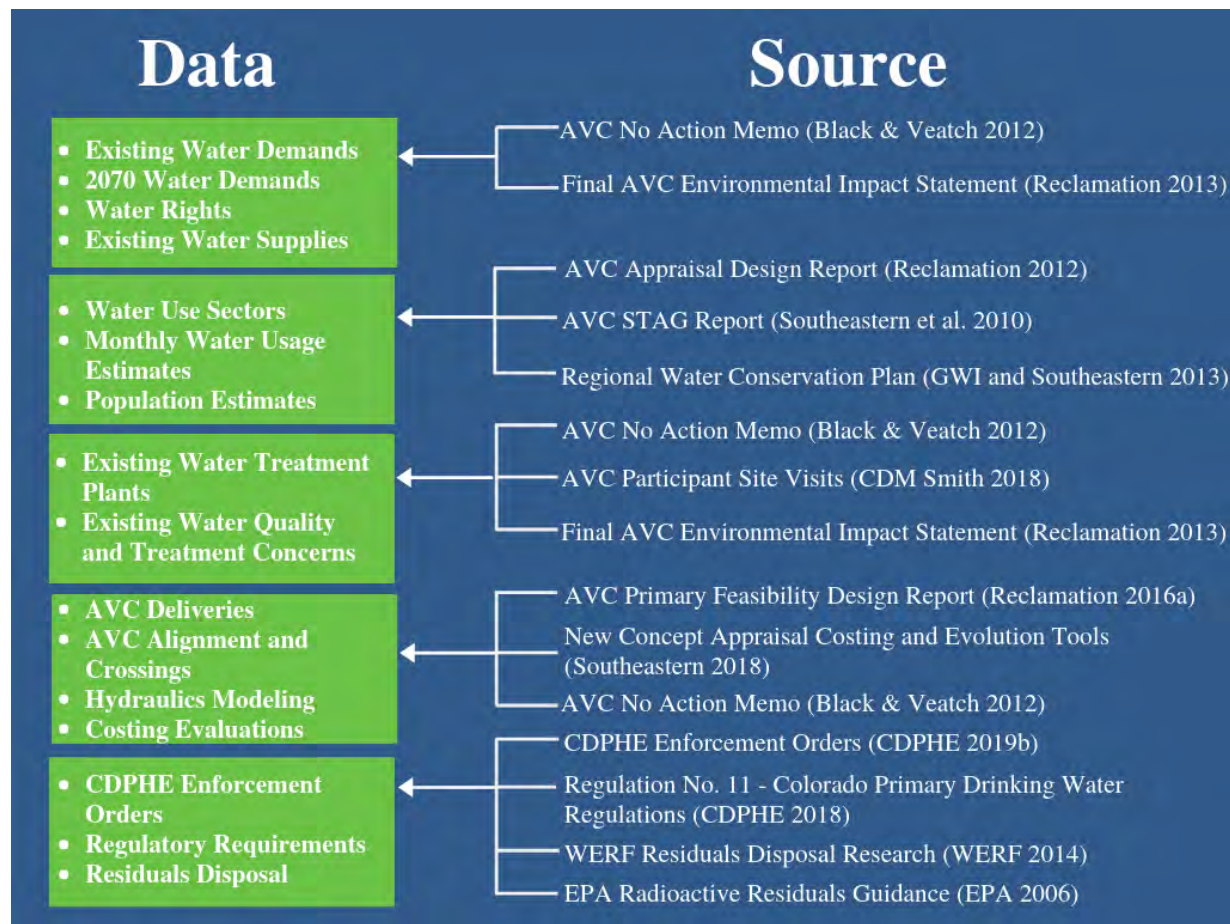 Data
Source
• Existing Water Demands
• 2070 Water Demands
• Water Rights
• Existing Water Supplies
AVC No Action Memo (Black & Veatch 2012)
Final AVC Environmental Impact Statement (Reclamation 2013)
• Water Use Sectors
• Monthly Water Usage
Estimates
• Population Estimates
AVC Appraisal Design Report (Reclamation 2012)
AVC STAG Report (Southeastern et al. 2010)
Regional Water Conservation Plan (GWI and Southeastern 2013)
• Existing Water Treatment
Plants
• Existing Water Quality
and Treatment Concerns
AVC No Action Memo (Black & Veatch 2012)
AVC Participant Site Visits (CDM Smith 2018)
Final AVC Environmental Impact Statement (Reclamation 2013)
• AVC Deliveries
• AVC Alignment and
Crossings
• Hydraulics Modeling
• Costing Evaluations
AVC Primary Feasibility Design Report (Reclamation 2016a)
New Concept Appraisal Costing and Evolution Tools
(Southeastern 2018)
AVC No Action Memo (Black & Veatch 2012)
• CDPHE Enforcement
Orders
• Regulatory Requirements
• Residuals Disposal
CDPHE Enforcement Orders (CDPHE 2019b)
Regulation No. 11 - Colorado Primary Drinking Water
Regulations (CDPHE 2018)
WERF Residuals Disposal Research (WERF 2014)
EPA Radioactive Residuals Guidance (EPA 2006)